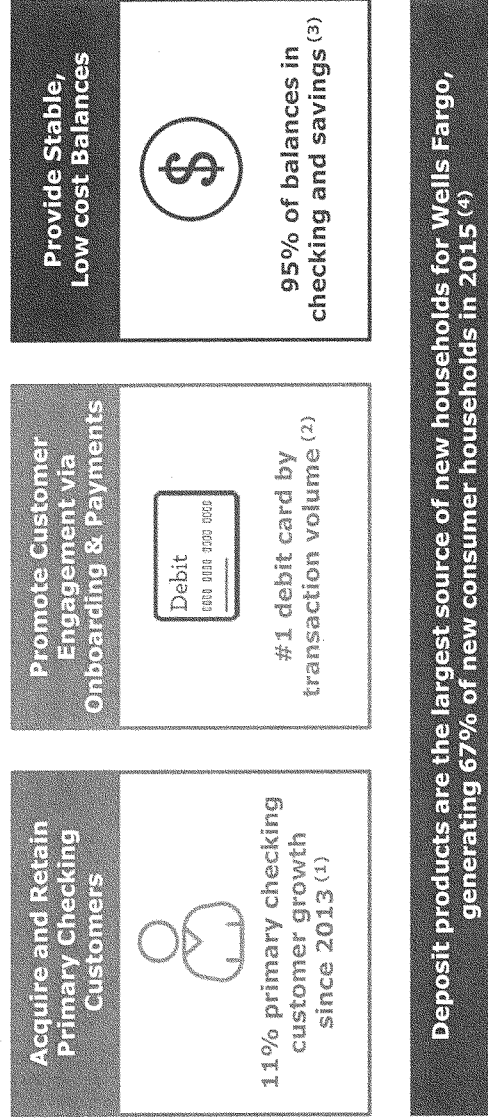 Acquire and Retain
Primary Checking
Customers
11% primary checking
customer growth
since 2013 (1)
Promote Customer
Engagement via
Onboarding & Payments
Debit
0000 0000 0000 0000
#1 debit card by
transaction volume (2)
Provide Stable,
Low cost Balances
$
95% of balances in
checking and savings (3)
Deposit products are the largest source of new households for Wells Fargo,
generating 67% of new consumer households in 2015 (4)